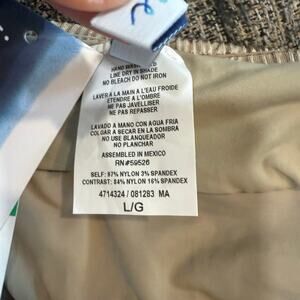 HAND WASH COLD
LINE DRY IN SHADE
NO BLEACH DO NOT IRON
LAVER À LA MAIN A L'EAU FROIDE
ETENDRE A L'OMBRE
NE PAS JAVELLISER
NE PAS REPASSER
LAVADO A MANO CON AGUA FRIA
COLGAR A SECAR EN LA SOMBRA
NO USE BLANQUEADOR
NO PLANCHAR
ASSEMBLED IN MEXICO
RN#59526
SELF: 97% NYLON 3% SPANDEX
CONTRAST: 84% NYLON 16% SPANDEX
4714324 / 081283 MA
L/G